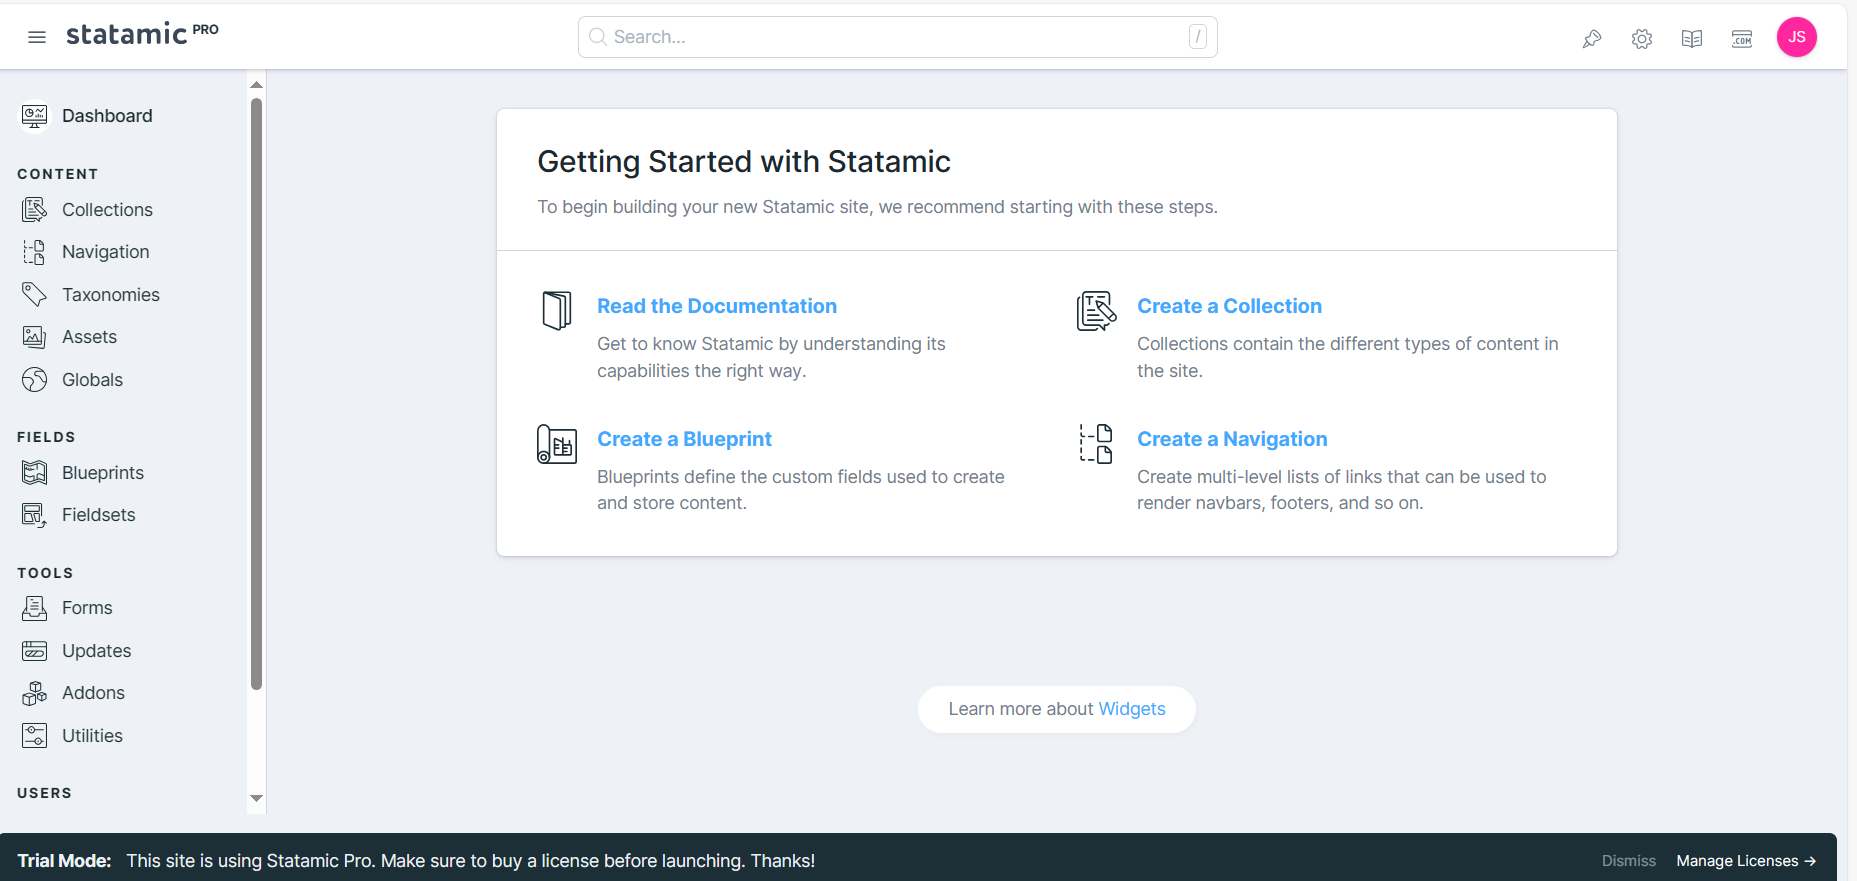 statamic PRO
Search...
/
.COM
JS
Dashboard
CONTENT
Collections
Navigation
Taxonomies
Assets
Globals
FIELDS
Blueprints
Fieldsets
TOOLS
Forms
Updates
Addons
Utilities
USERS
Getting Started with Statamic
To begin building your new Statamic site, we recommend starting with these steps.
Read the Documentation
Get to know Statamic by understanding its
capabilities the right way.
Create a Collection
Collections contain the different types of content in
the site.
Create a Blueprint
Blueprints define the custom fields used to create
and store content.
Create a Navigation
Create multi-level lists of links that can be used to
render navbars, footers, and so on.
Learn more about Widgets
Trial Mode: This site is using Statamic Pro. Make sure to buy a license before launching. Thanks!
Dismiss
Manage Licenses →